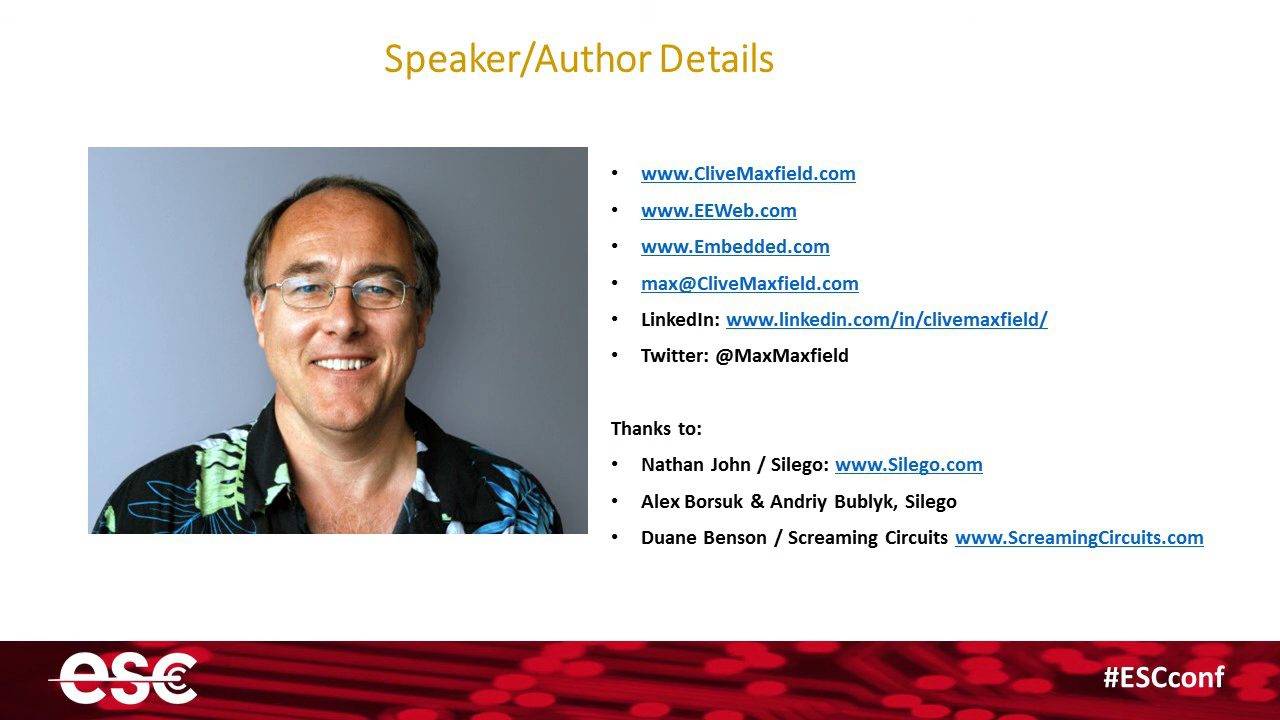 Speaker/Author Details
• www.CliveMaxfield.com
• www.EEWeb.com
• www.Embedded.com
• max@CliveMaxfield.com
• LinkedIn: www.linkedin.com/in/clivemaxfield/
• Twitter: @MaxMaxfield
Thanks to:
• Nathan John / Silego: www.Silego.com
• Alex Borsuk & Andriy Bublyk, Silego
• Duane Benson / Screaming Circuits www.ScreamingCircuits.com
esc
#ESCconf